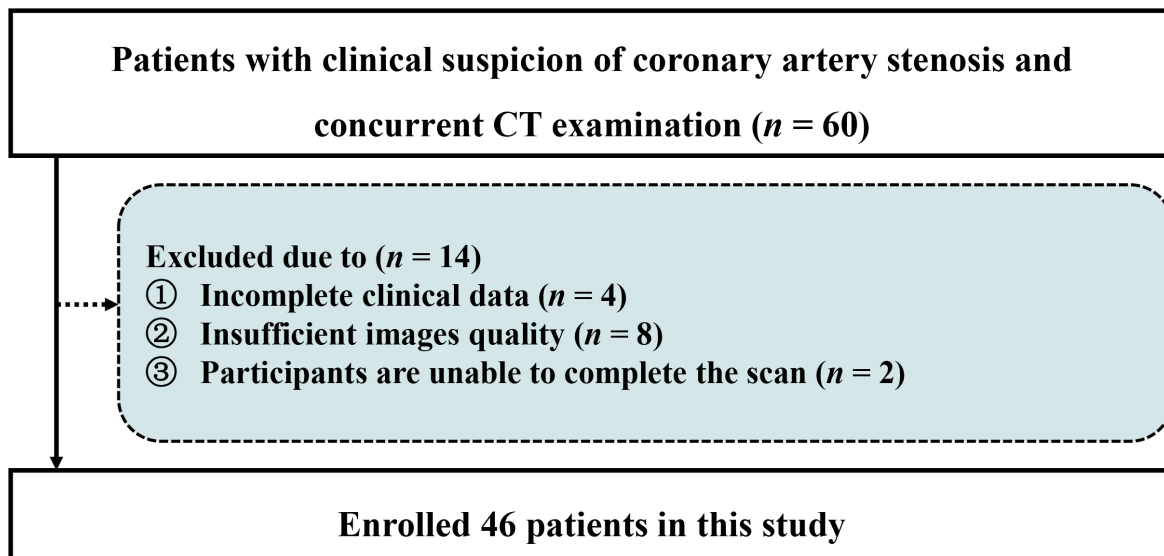 Patients with clinical suspicion of coronary artery stenosis and
concurrent CT examination (n = 60)
Excluded due to (n = 14)
① Incomplete clinical data (n = 4)
② Insufficient images quality (n = 8)
③ Participants are unable to complete the scan (n = 2)
Enrolled 46 patients in this study